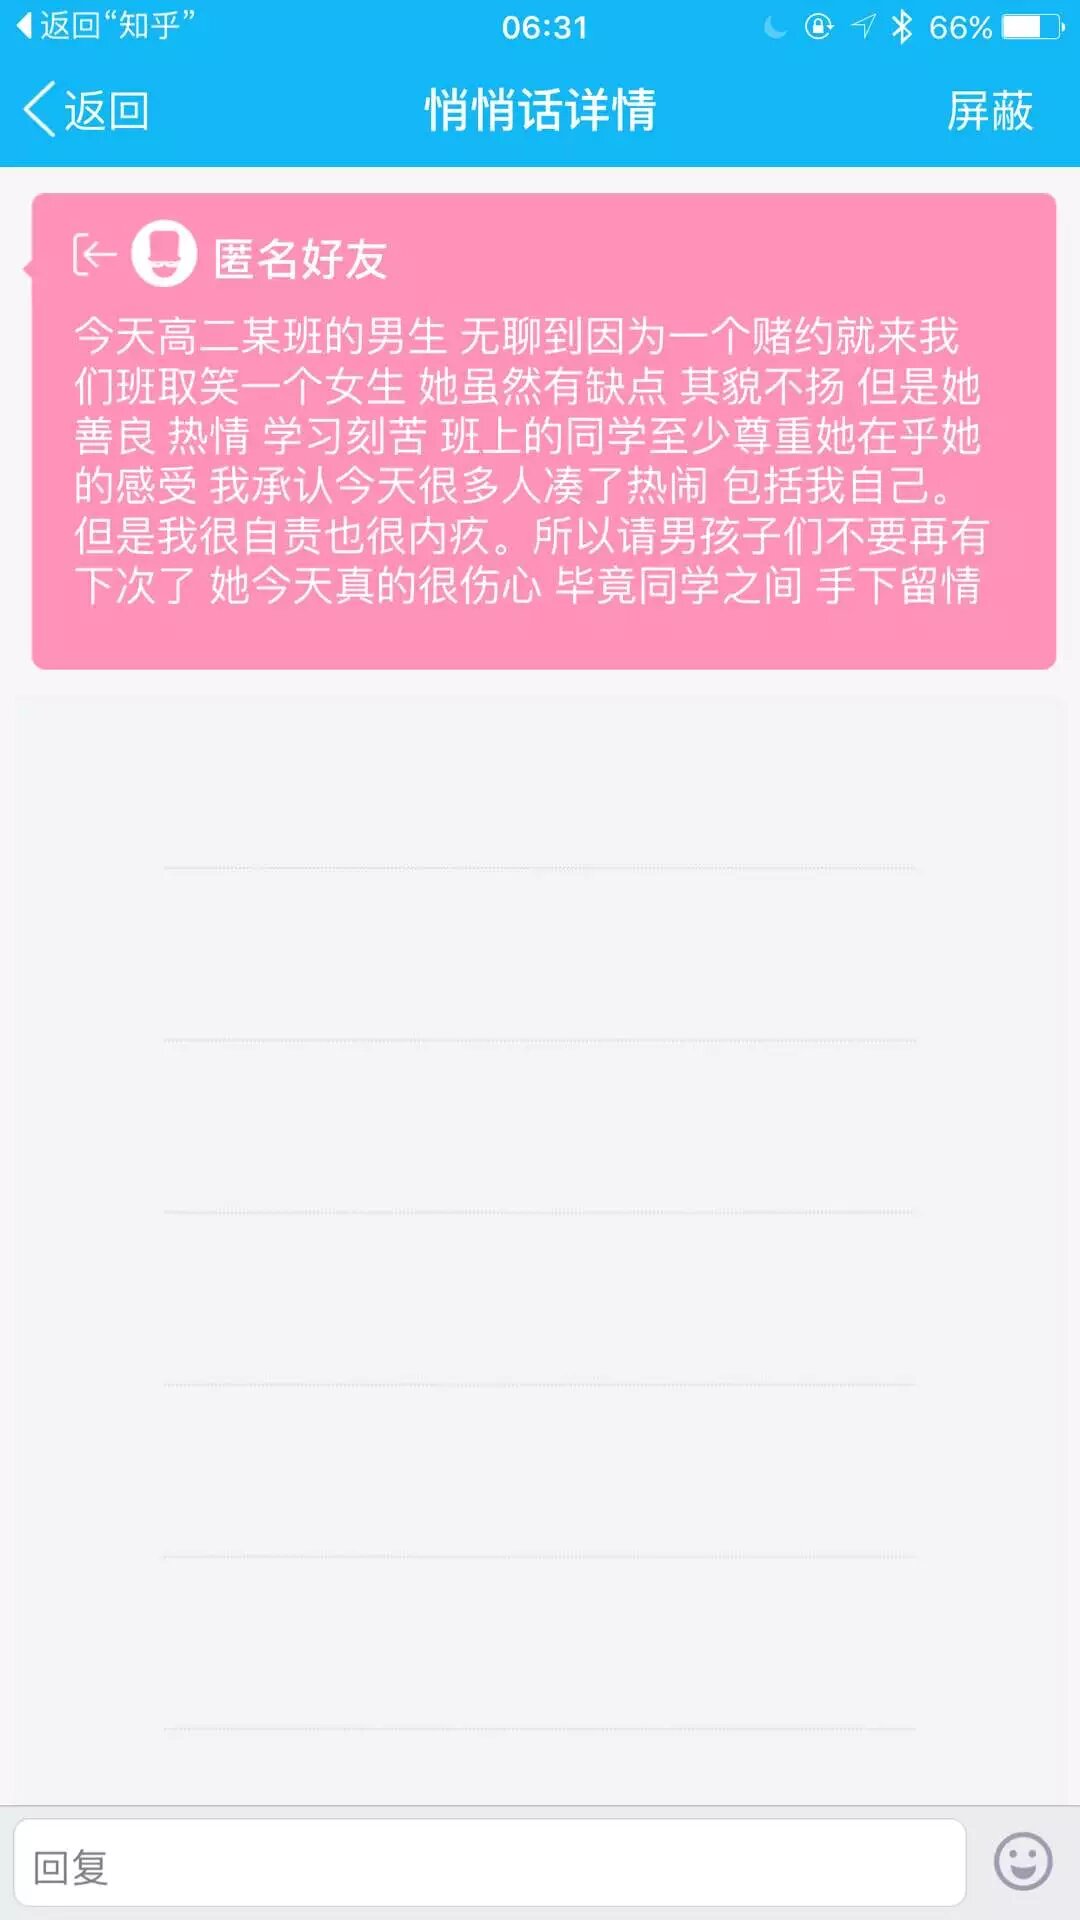 返回“知乎”
06:31
66%
返回
悄悄话详情
屏蔽
匿名好友
今天高二某班的男生 无聊到因为一个赌约就来我
们班取笑一个女生 她虽然有缺点 其貌不扬 但是她
善良 热情 学习刻苦 班上的同学至少尊重她在乎她
的感受 我承认今天很多人凑了热闹 包括我自己。
但是我很自责也很内疚。所以请男孩子们不要再有
下次了 她今天真的很伤心 毕竟同学之间 手下留情
回复